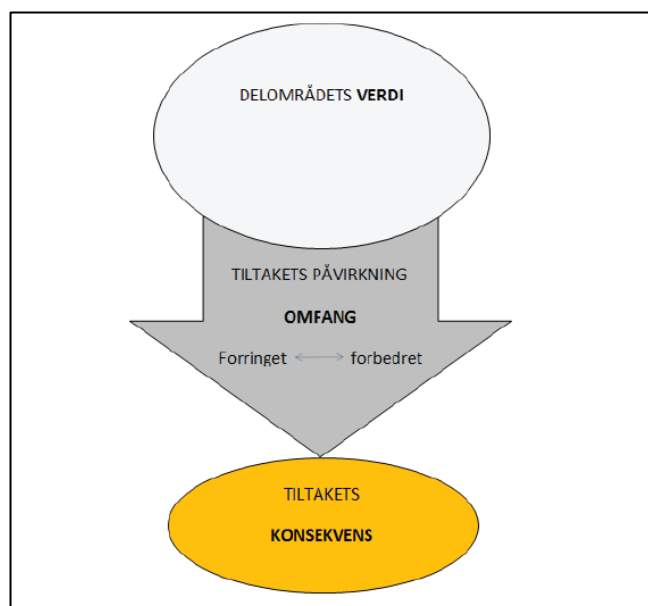 DELOMRÅDETS VERDI
TILTAKETS PÅVIRKNING
OMFANG
Forringet forbedret
TILTAKETS
KONSEKVENS